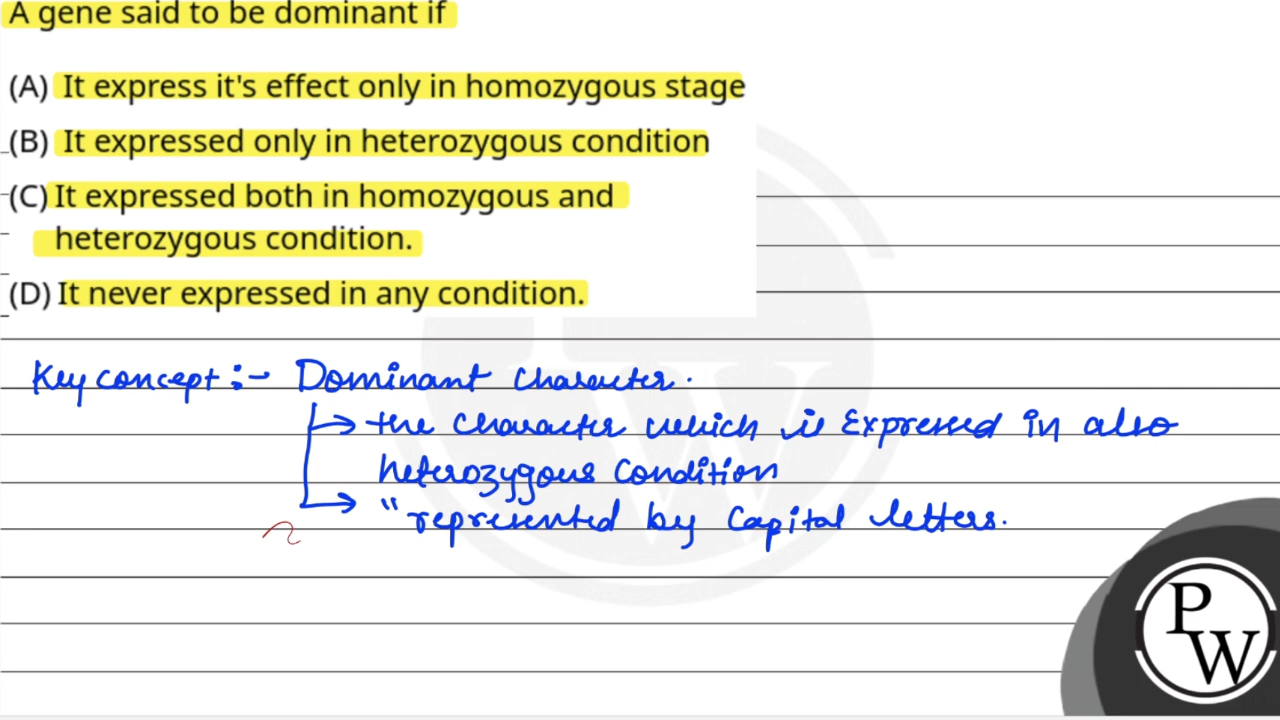 A gene said to be dominant if
(A) It express it's effect only in homozygous stage
(B) It expressed only in heterozygous condition
(C) It expressed both in homozygous and
heterozygous condition.
(D) It never expressed in any condition.
Key concept :- Dominant character.
→ the character which is Expressed in also
heterozygous condition
→ "represented by capital letters.
PW